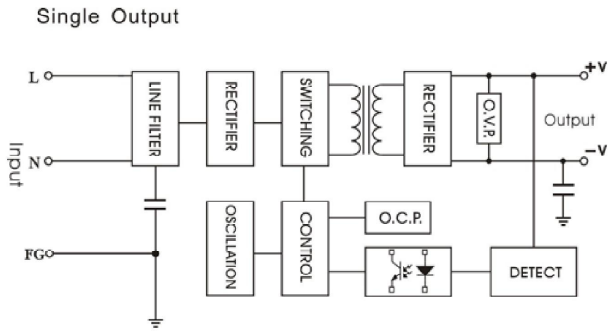 Single Output
L
LINE FILTER
RECTIFIER
SWITCHING
RECTIFIER
O.V.P.
+V
Output
-V
Input
N
FG
OSCILLATION
CONTROL
O.C.P.
DETECT